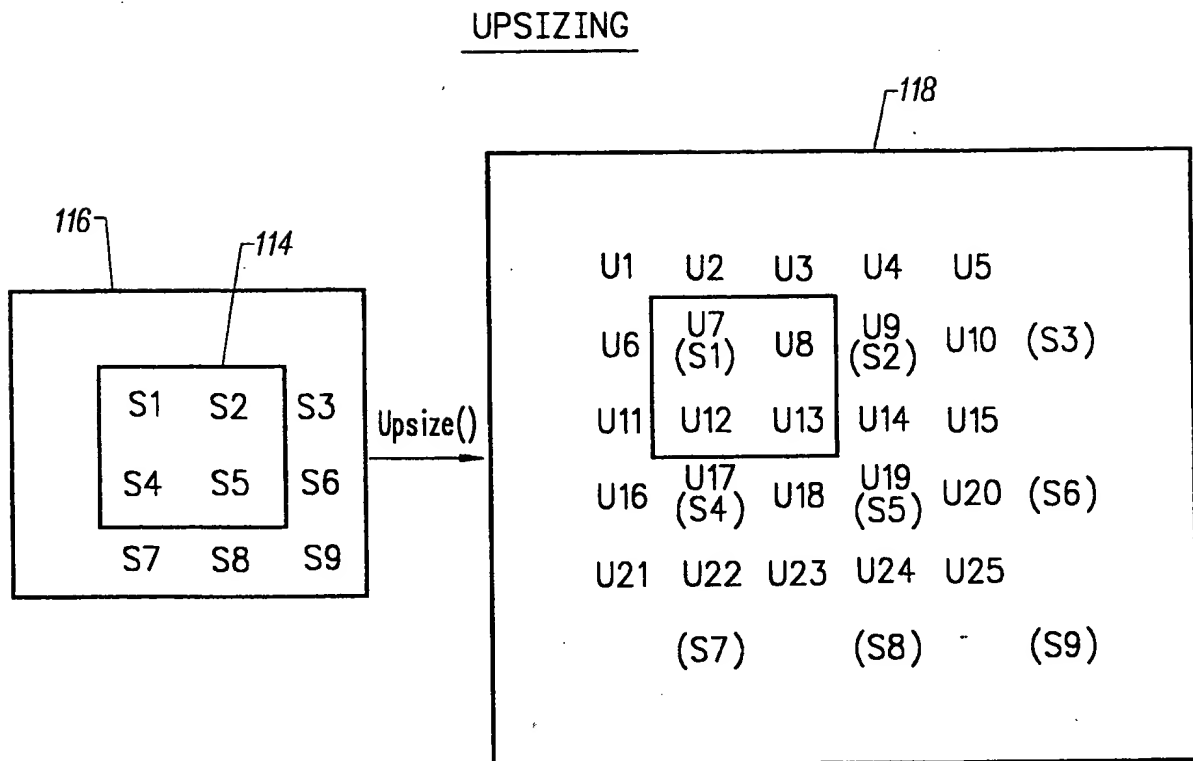 UPSIZING
118
116
114
U1 U2 U3 U4 U5
U6 U7 (S1) U8 U9 (S2) U10 (S3)
S1 S2 S3
Upsize()
U11 U12 U13 U14 U15
S4 S5 S6
U16 U17 (S4) U18 U19 (S5) U20 (S6)
S7 S8 S9
U21 U22 U23 U24 U25
(S7) (S8) (S9)